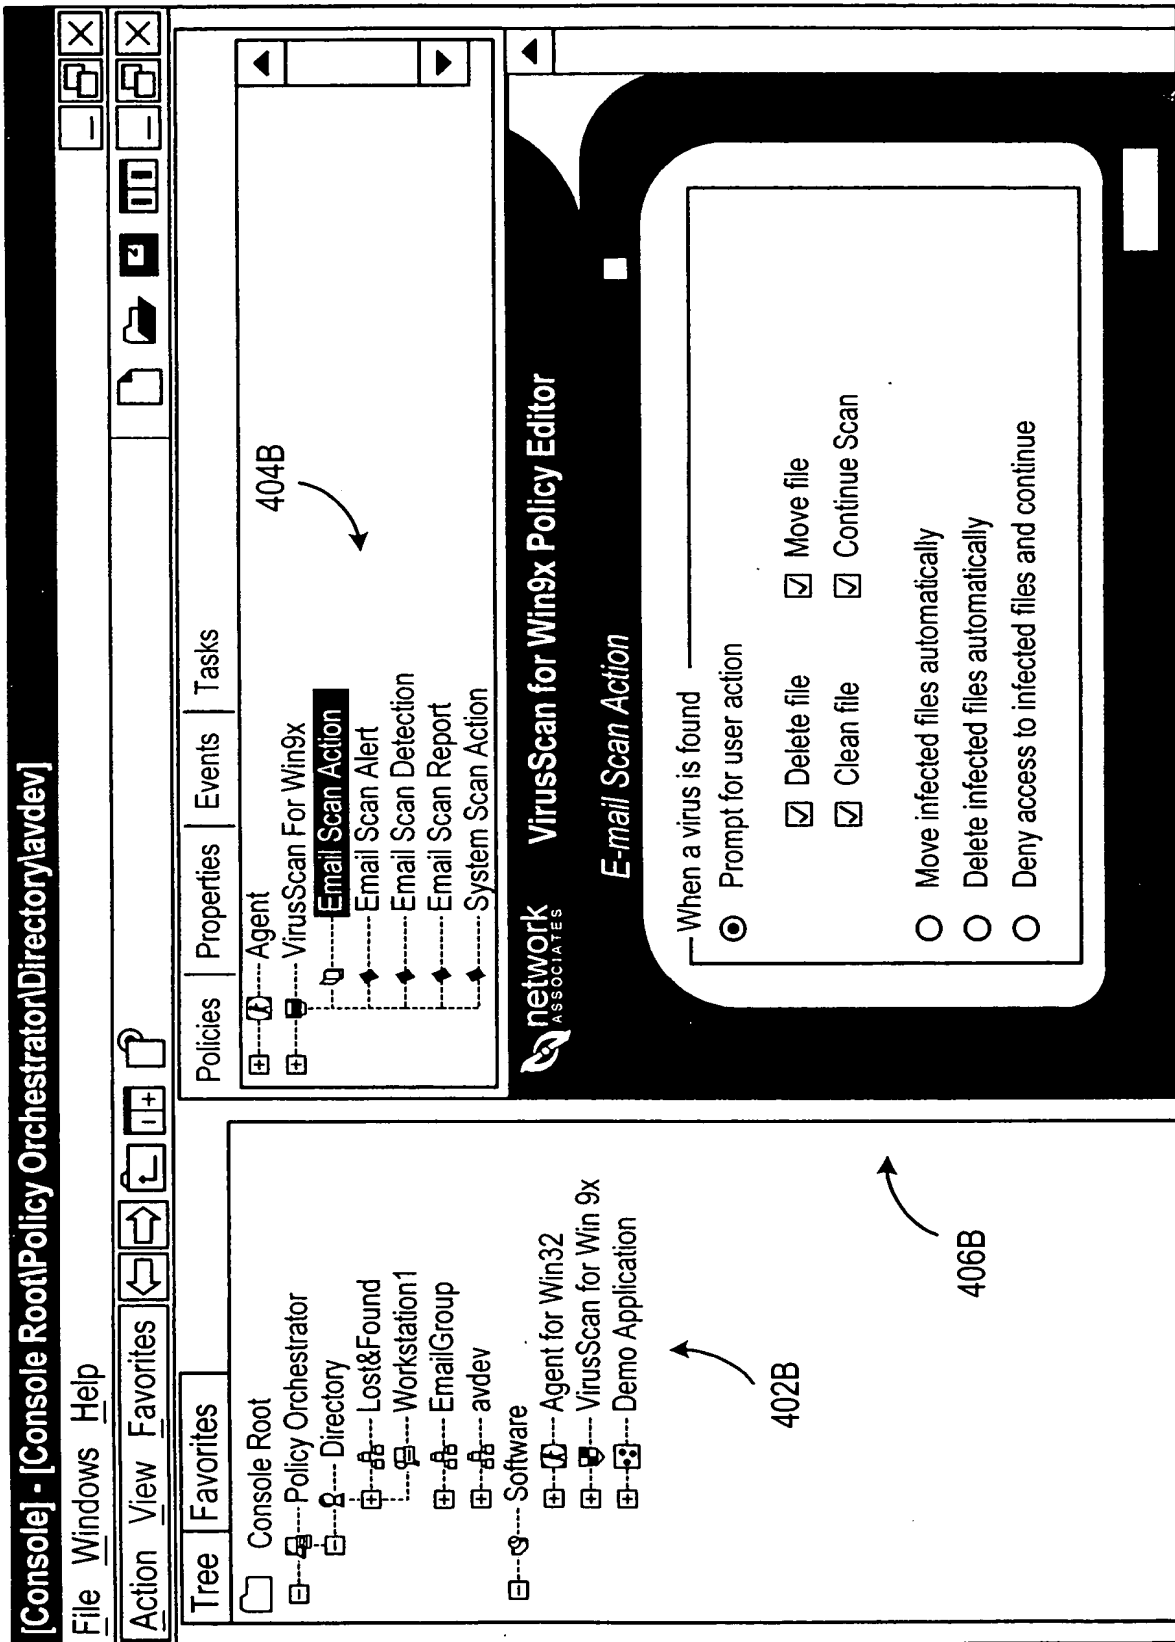 [Console] - [Console Root\Policy Orchestrator\Directory\avdev]
File Windows Help
Action View Favorites
Tree Favorites
Console Root
Policy Orchestrator
Directory
Lost&Found
Workstation1
EmailGroup
avdev
Software
Agent for Win32
VirusScan for Win 9x
Demo Application
402B
406B
Policies Properties Events Tasks
Agent
VirusScan For Win9x
Email Scan Action
Email Scan Alert
Email Scan Detection
Email Scan Report
System Scan Action
404B
network
ASSOCIATES
VirusScan for Win9x Policy Editor
E-mail Scan Action
When a virus is found
Prompt for user action
Delete file Move file
Clean file Continue Scan
Move infected files automatically
Delete infected files automatically
Deny access to infected files and continue